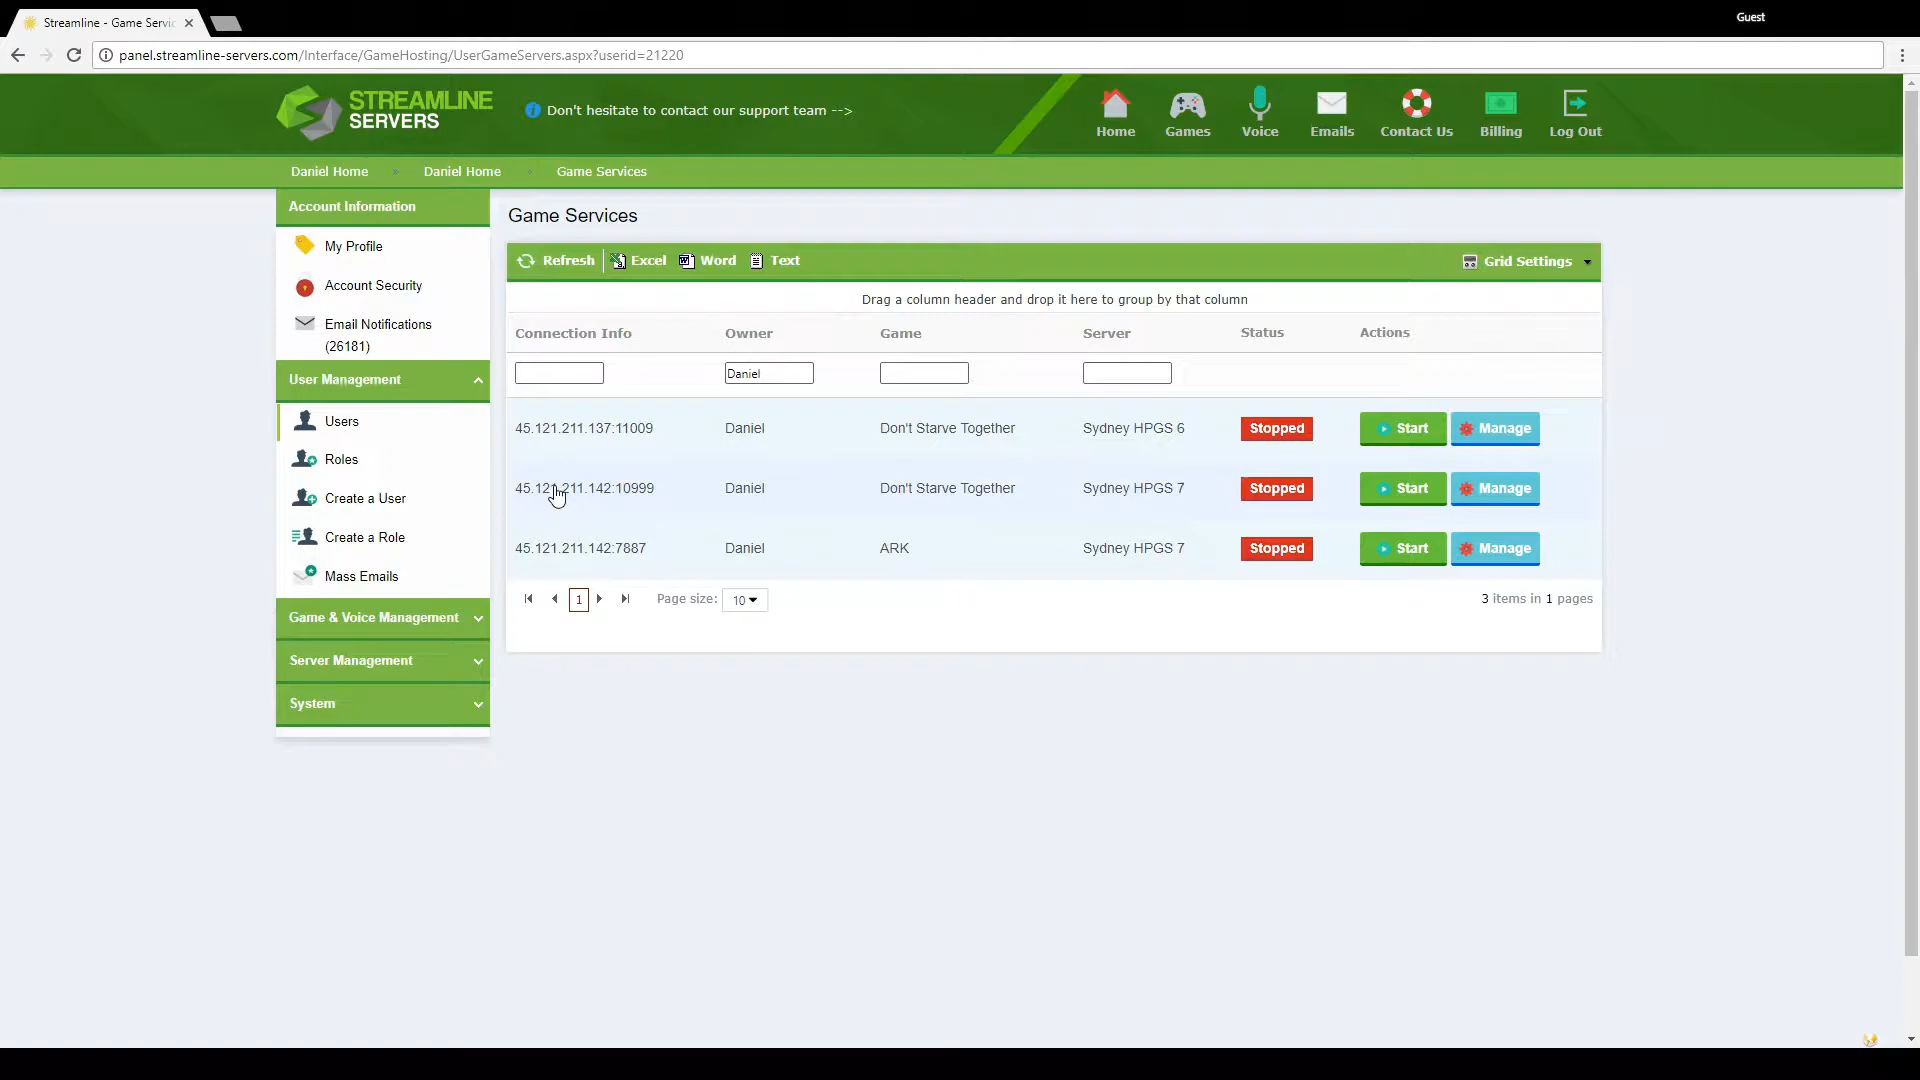 Streamline - Game Servic
Guest
panel.streamline-servers.com/Interface/GameHosting/UserGameServers.aspx?userid=21220
STREAMLINE
SERVERS
Don't hesitate to contact our support team -->
Home
Games
Voice
Emails
Contact Us
Billing
Log Out
Daniel Home
Daniel Home
Game Services
Account Information
My Profile
Account Security
Email Notifications
(26181)
User Management
Users
Roles
Create a User
Create a Role
Mass Emails
Game & Voice Management
Server Management
System
Game Services
Refresh
Excel
Word
Text
Grid Settings
Drag a column header and drop it here to group by that column
Connection Info
Owner
Game
Server
Status
Actions
Daniel
45.121.211.137:11009 Daniel Don't Starve Together Sydney HPGS 6 Stopped Start Manage
45.121.211.142:10999 Daniel Don't Starve Together Sydney HPGS 7 Stopped Start Manage
45.121.211.142:7887 Daniel ARK Sydney HPGS 7 Stopped Start Manage
1
Page size:
10
3 items in 1 pages